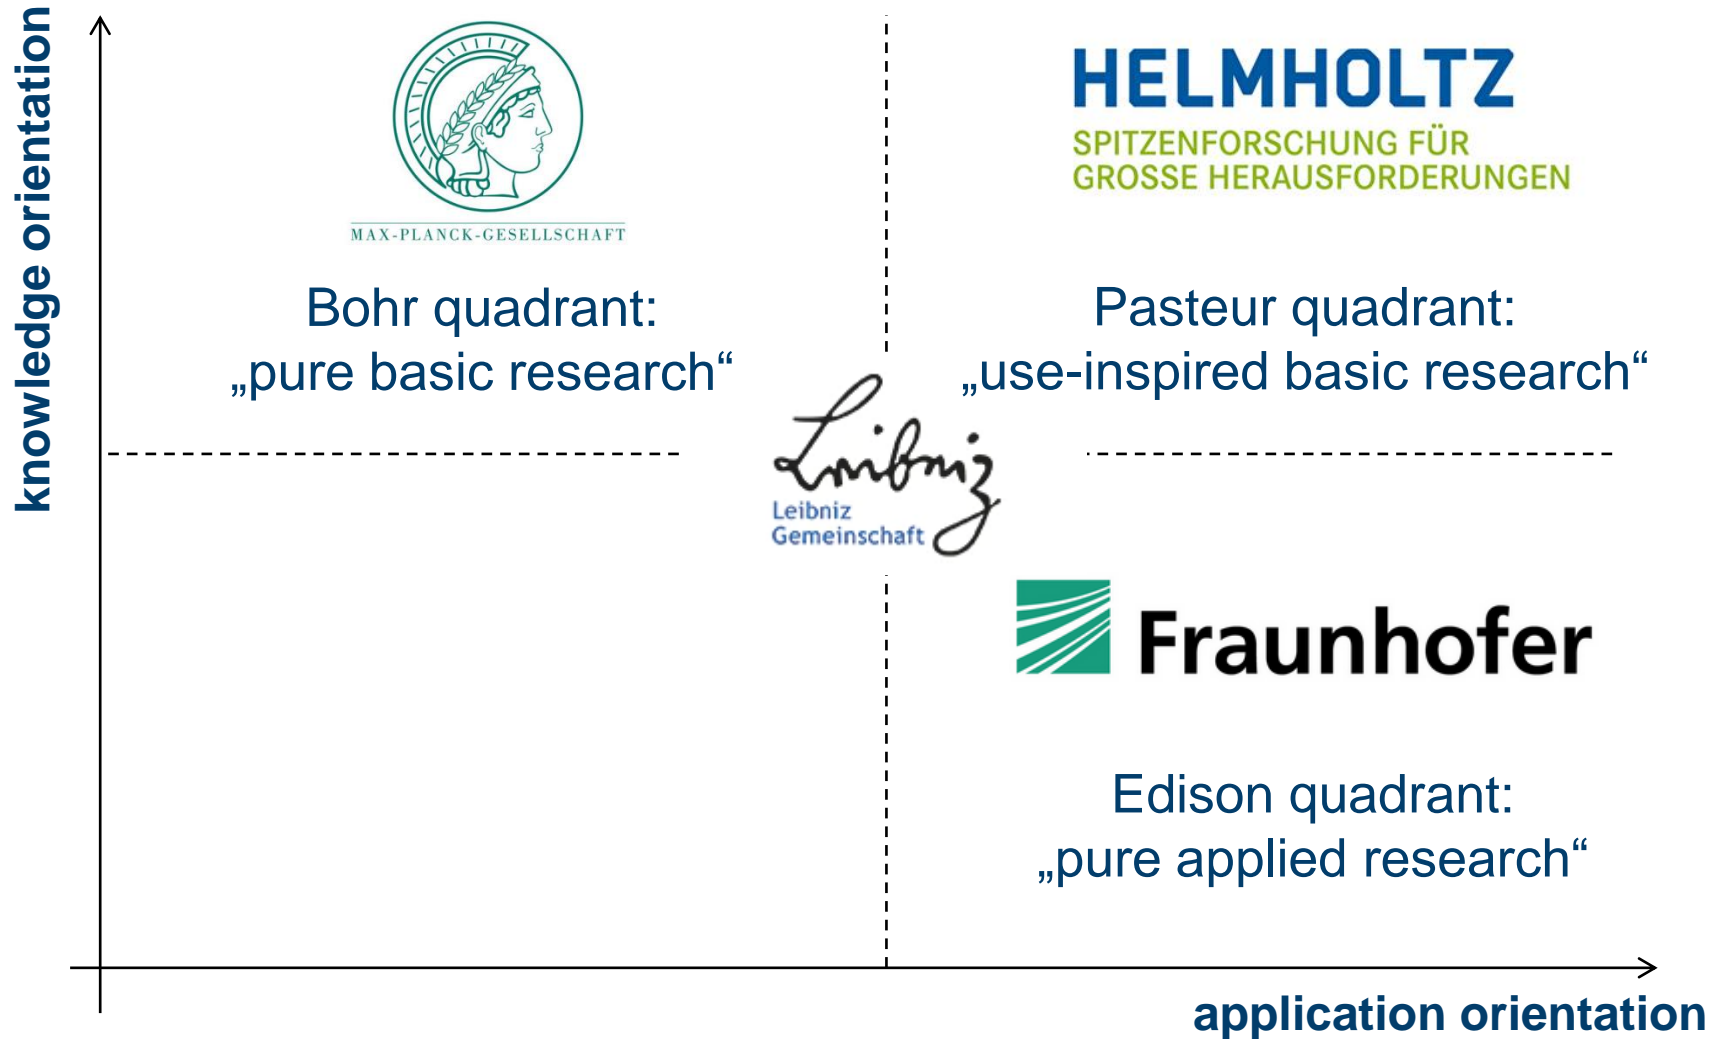 knowledge orientation
MAX-PLANCK-GESELLSCHAFT
Bohr quadrant:
„pure basic research“
HELMHOLTZ
SPITZENFORSCHUNG FÜR
GROSSE HERAUSFORDERUNGEN
Pasteur quadrant:
„use-inspired basic research“
Leibniz
Leibniz
Gemeinschaft
Fraunhofer
Edison quadrant:
„pure applied research“
application orientation